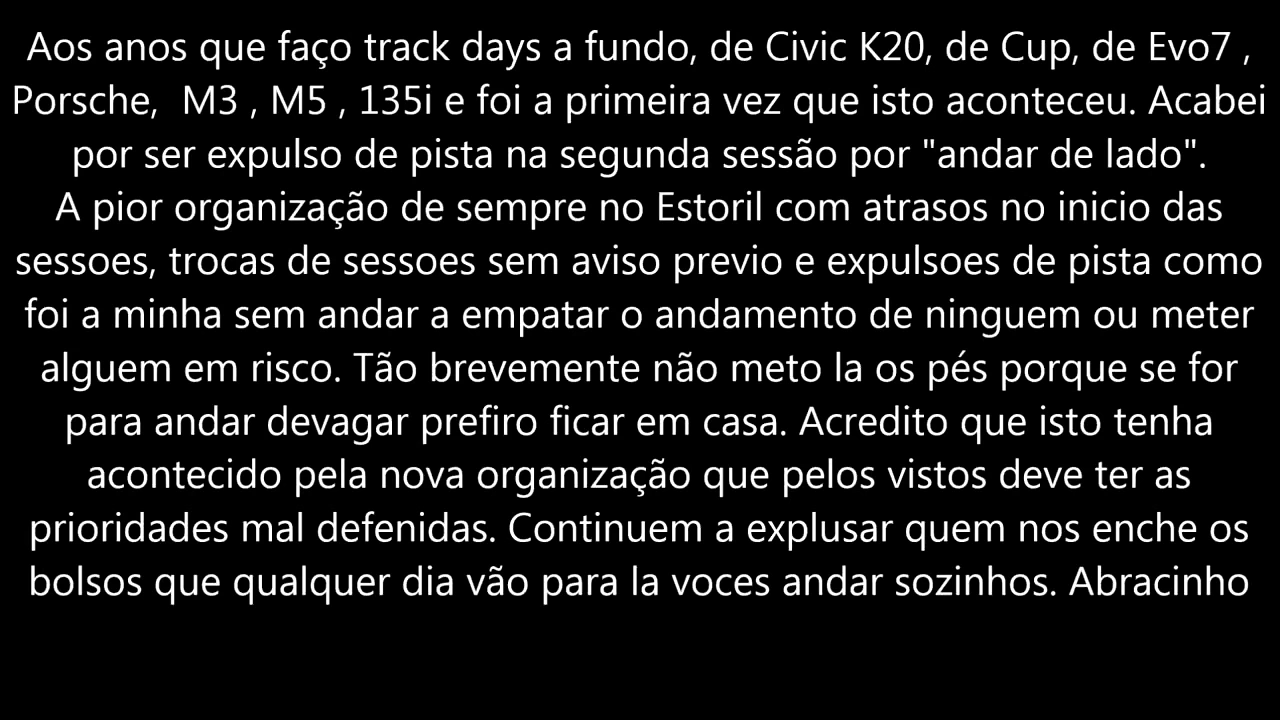 Aos anos que faço track days a fundo, de Civic K20, de Cup, de Evo7 ,
Porsche,  M3 , M5 , 135i e foi a primeira vez que isto aconteceu. Acabei
por ser expulso de pista na segunda sessão por "andar de lado".
A pior organização de sempre no Estoril com atrasos no inicio das
sessoes, trocas de sessoes sem aviso previo e expulsoes de pista como
foi a minha sem andar a empatar o andamento de ninguem ou meter
alguem em risco. Tão brevemente não meto la os pés porque se for
para andar devagar prefiro ficar em casa. Acredito que isto tenha
acontecido pela nova organização que pelos vistos deve ter as
prioridades mal defenidas. Continuem a explusar quem nos enche os
bolsos que qualquer dia vão para la voces andar sozinhos. Abracinho